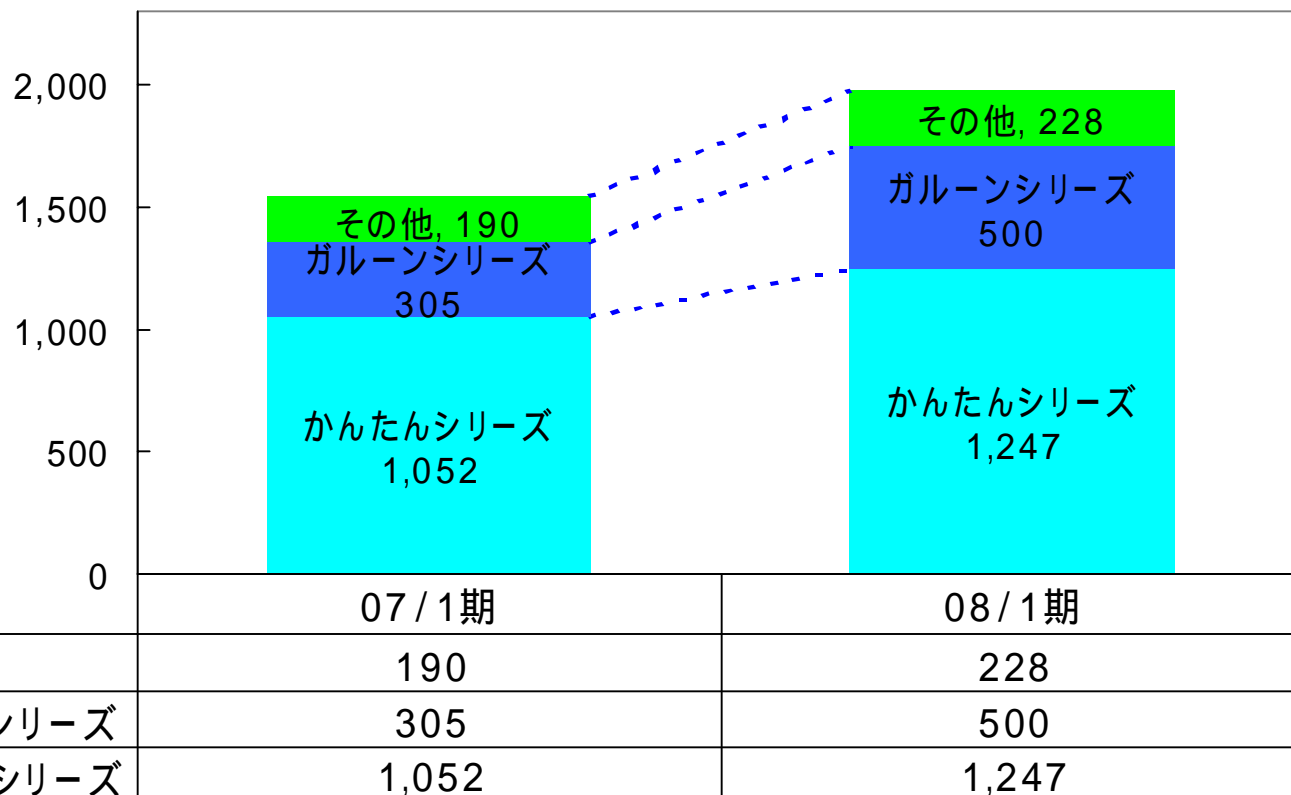 2,000
1,500
1,000
500
0
その他, 190
ガルーンシリーズ
305
かんたんシリーズ
1,052
その他, 228
ガルーンシリーズ
500
かんたんシリーズ
1,247
07/1期 08/1期
190 228
シリーズ 305 500
シリーズ 1,052 1,247